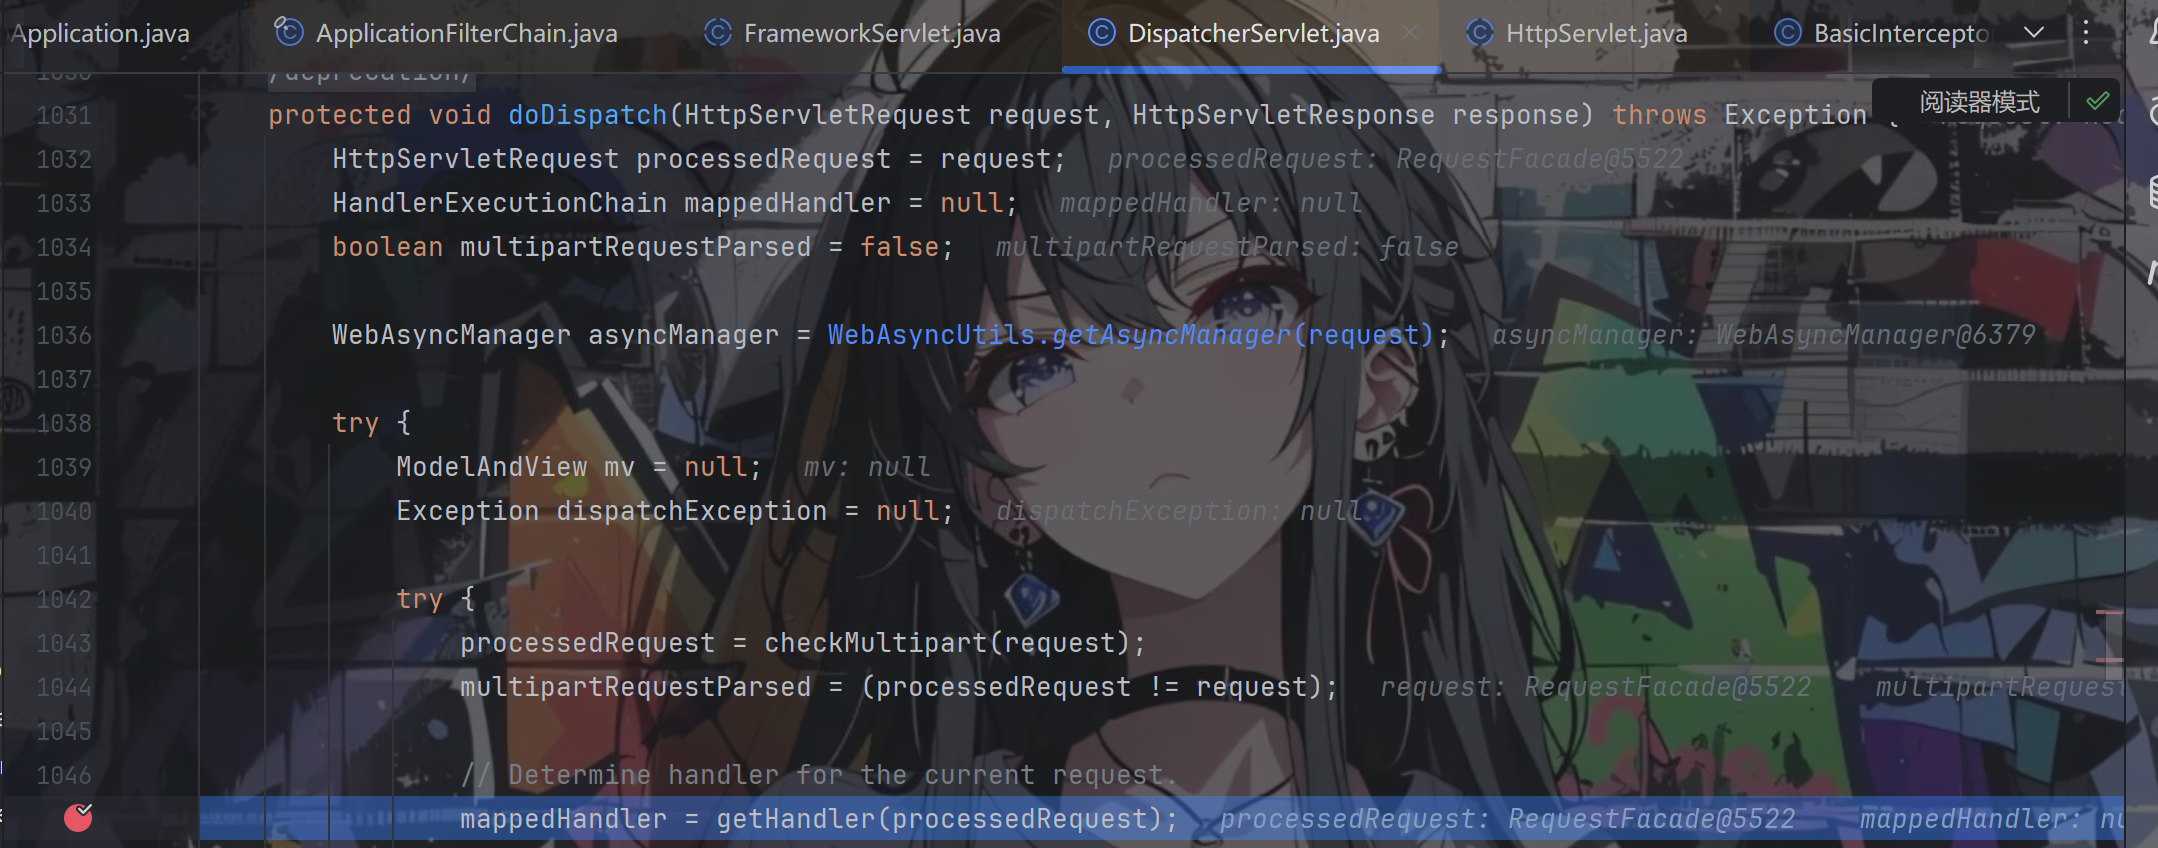 Application.java ApplicationFilterChain.java FrameworkServlet.java DispatcherServlet.java HttpServlet.java BasicIntercepto
阅读器模式
1030 /deprecation/
1031 protected void doDispatch(HttpServletRequest request, HttpServletResponse response) throws Exception {
1032 HttpServletRequest processedRequest = request; processedRequest: RequestFacade@5522
1033 HandlerExecutionChain mappedHandler = null; mappedHandler: null
1034 boolean multipartRequestParsed = false; multipartRequestParsed: false
1035
1036 WebAsyncManager asyncManager = WebAsyncUtils.getAsyncManager(request); asyncManager: WebAsyncManager@6379
1037
1038 try {
1039 ModelAndView mv = null; mv: null
1040 Exception dispatchException = null; dispatchException: null
1041
1042 try {
1043 processedRequest = checkMultipart(request);
1044 multipartRequestParsed = (processedRequest != request); request: RequestFacade@5522 multipartRequest
1045
1046 // Determine handler for the current request.
mappedHandler = getHandler(processedRequest); processedRequest: RequestFacade@5522 mappedHandler: nu